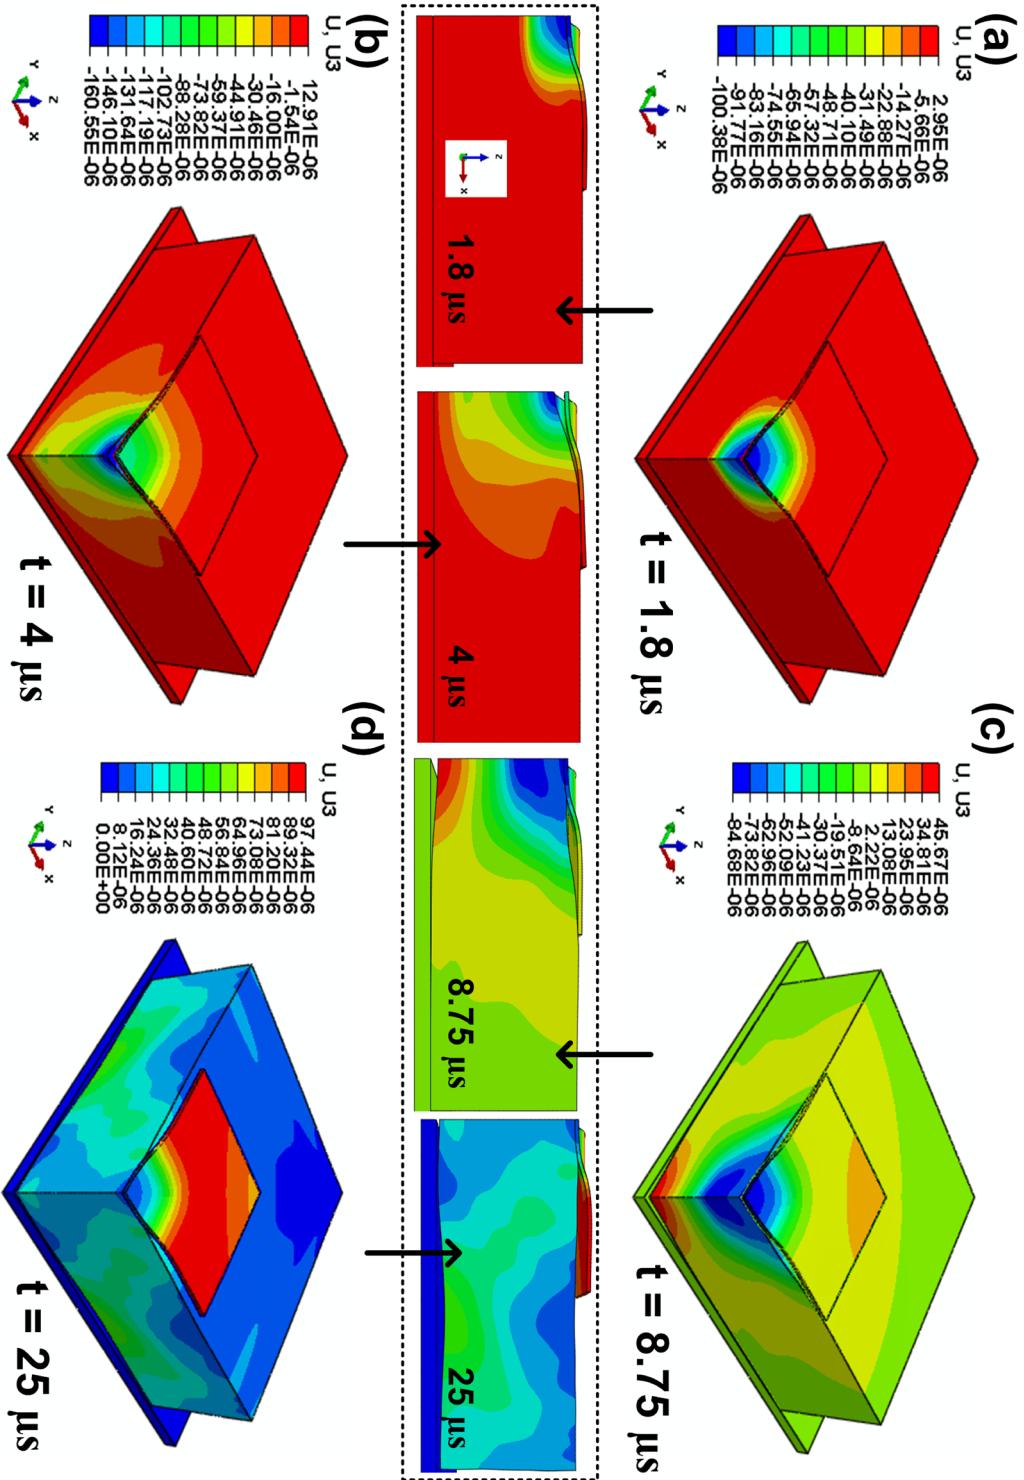 (a)
U, U3
2.95E-06
-5.66E-06
-14.27E-06
-22.88E-06
-31.49E-06
-40.10E-06
-48.71E-06
-57.32E-06
-65.94E-06
-74.55E-06
-83.16E-06
-91.77E-06
-100.38E-06
Z
Y
X
t = 1.8 µs
(c)
U, U3
45.67E-06
34.81E-06
23.95E-06
13.08E-06
2.22E-06
-8.64E-06
-19.51E-06
-30.37E-06
-41.23E-06
-52.09E-06
-62.96E-06
-73.82E-06
-84.68E-06
Z
Y
X
t = 8.75 µs
Z
X
1.8 µs
4 µs
8.75 µs
25 µs
(b)
U, U3
12.91E-06
-1.54E-06
-16.00E-06
-30.46E-06
-44.91E-06
-59.37E-06
-73.82E-06
-88.28E-06
-102.73E-06
-117.19E-06
-131.64E-06
-146.10E-06
-160.55E-06
Z
Y
X
t = 4 µs
(d)
U, U3
97.44E-06
89.32E-06
81.20E-06
73.08E-06
64.96E-06
56.84E-06
48.72E-06
40.60E-06
32.48E-06
24.36E-06
16.24E-06
8.12E-06
0.00E+00
Z
Y
X
t = 25 µs